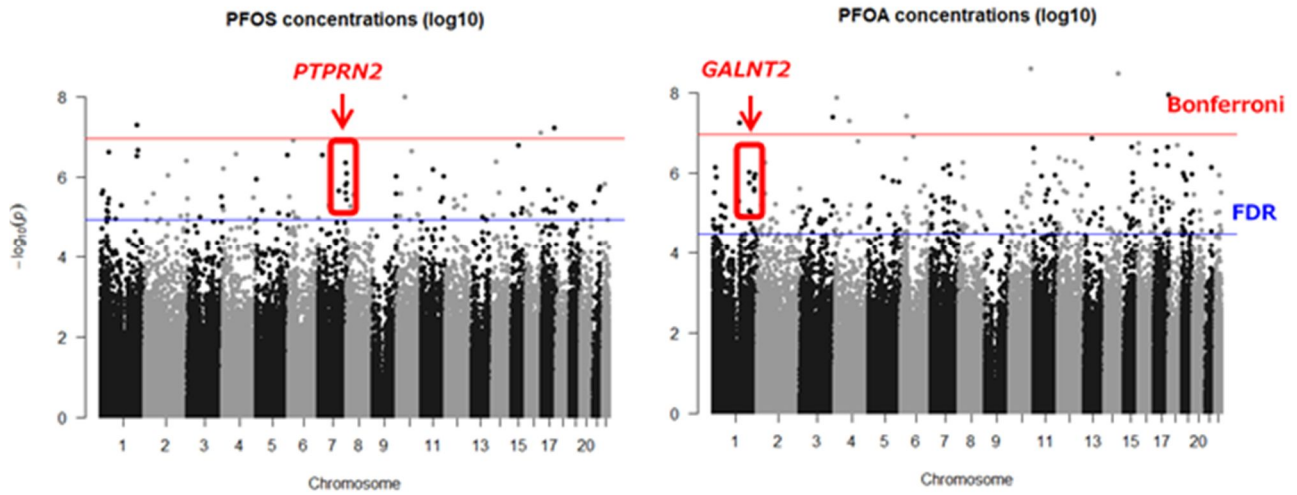 PFOS concentrations (log10)
PTPRN2
8
6
4
2
0
−log10(p)
1 2 3 4 5 6 7 8 9 11 13 15 17 20
Chromosome
PFOA concentrations (log10)
GALNT2
Bonferroni
FDR
8
6
4
2
0
1 2 3 4 5 6 7 8 9 11 13 15 17 20
Chromosome